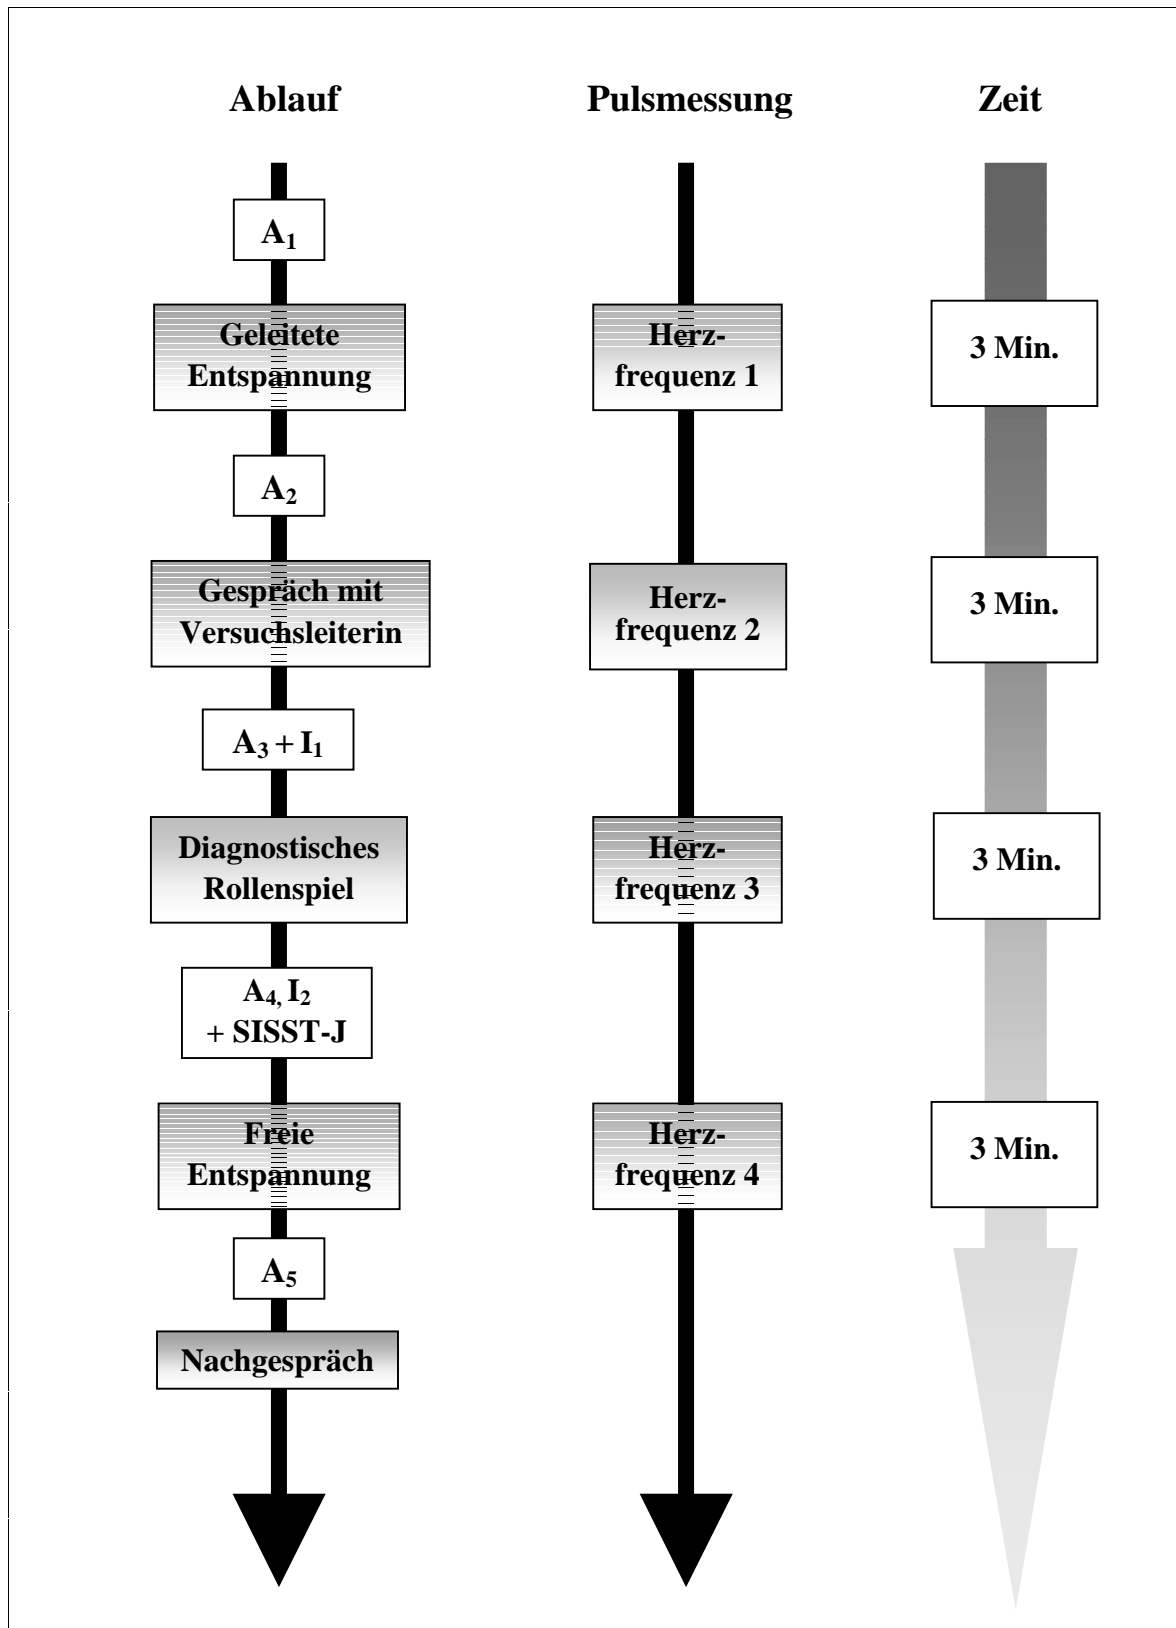 Ablauf Pulsmessung Zeit
A₁
Geleitete
Entspannung
Herz-
frequenz 1
3 Min.
A₂
Gespräch mit
Versuchsleiterin
Herz-
frequenz 2
3 Min.
A₃ + I₁
Diagnostisches
Rollenspiel
Herz-
frequenz 3
3 Min.
A₄, I₂
+ SISST-J
Freie
Entspannung
Herz-
frequenz 4
3 Min.
A₅
Nachgespräch